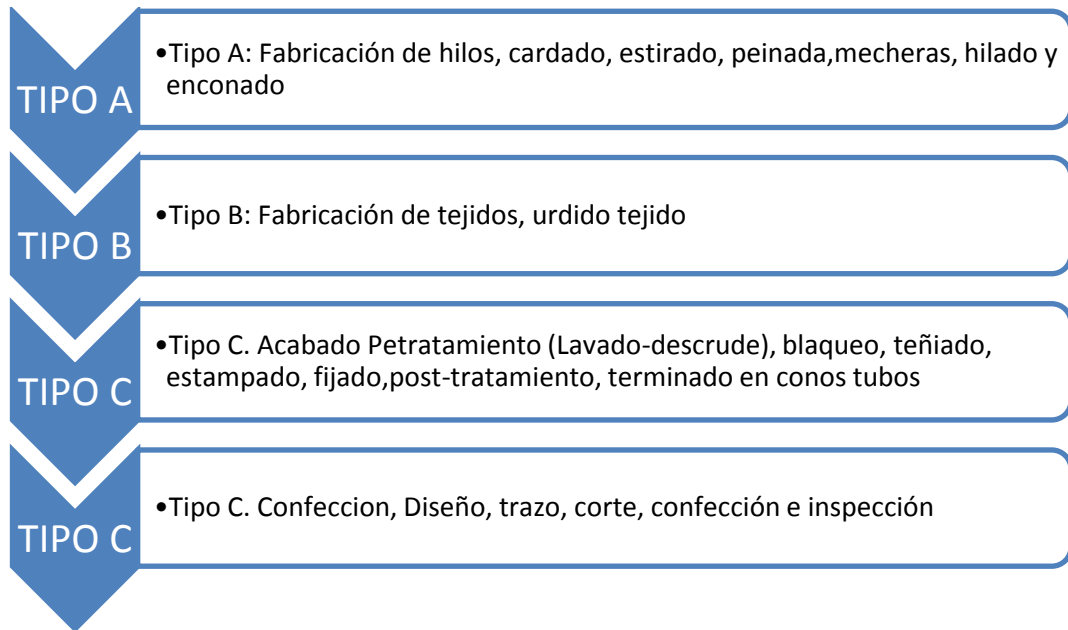 TIPO A
•Tipo A: Fabricación de hilos, cardado, estirado, peinada,mecheras, hilado y
enconado
TIPO B
•Tipo B: Fabricación de tejidos, urdido tejido
TIPO C
•Tipo C. Acabado Petratamiento (Lavado-descrude), blaqueo, teñiado,
estampado, fijado,post-tratamiento, terminado en conos tubos
TIPO C
•Tipo C. Confeccion, Diseño, trazo, corte, confección e inspección